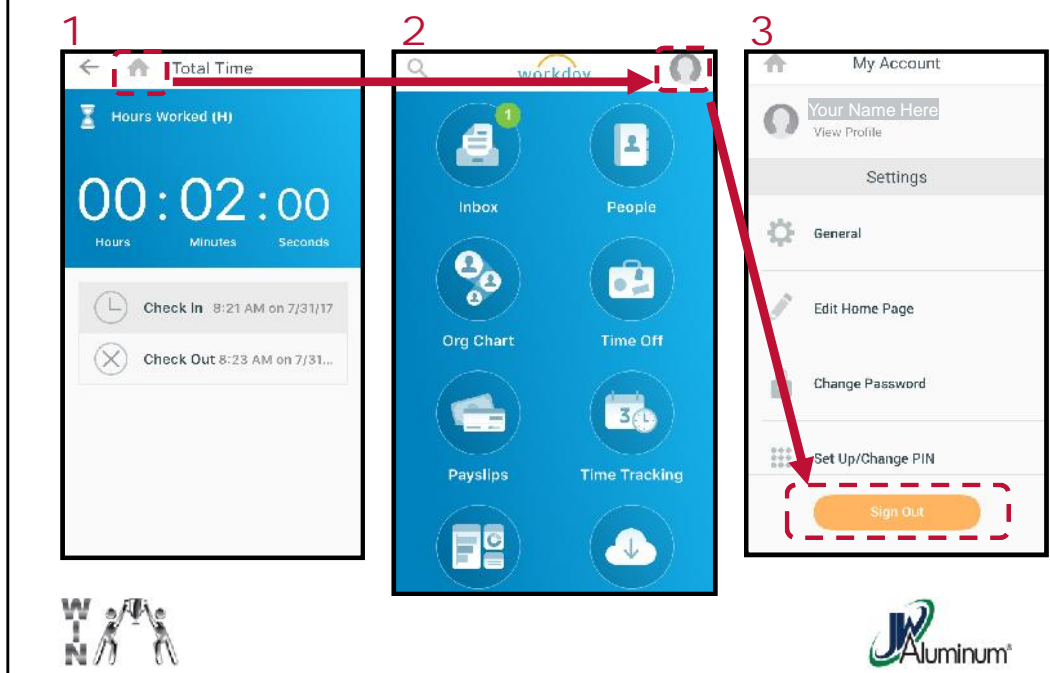 1
Total Time
Hours Worked (H)
00 : 02 : 00
Hours Minutes Seconds
Check In 8:21 AM on 7/31/17
Check Out 8:23 AM on 7/31...
2
workday
1
Inbox People
Org Chart Time Off
3
Payslips Time Tracking
3
My Account
Your Name Here
View Profile
Settings
General
Edit Home Page
Change Password
Set Up/Change PIN
Sign Out
WIN
JW Aluminum®